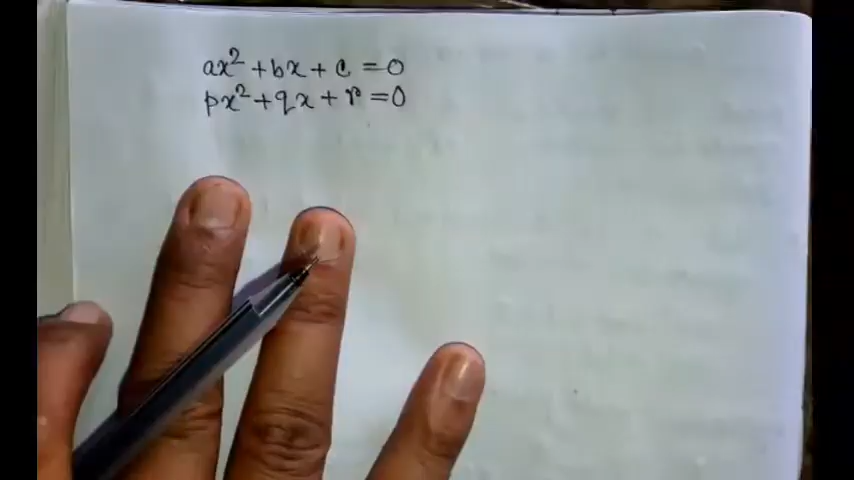 ax² + bx + c = 0
px² + qx + r = 0